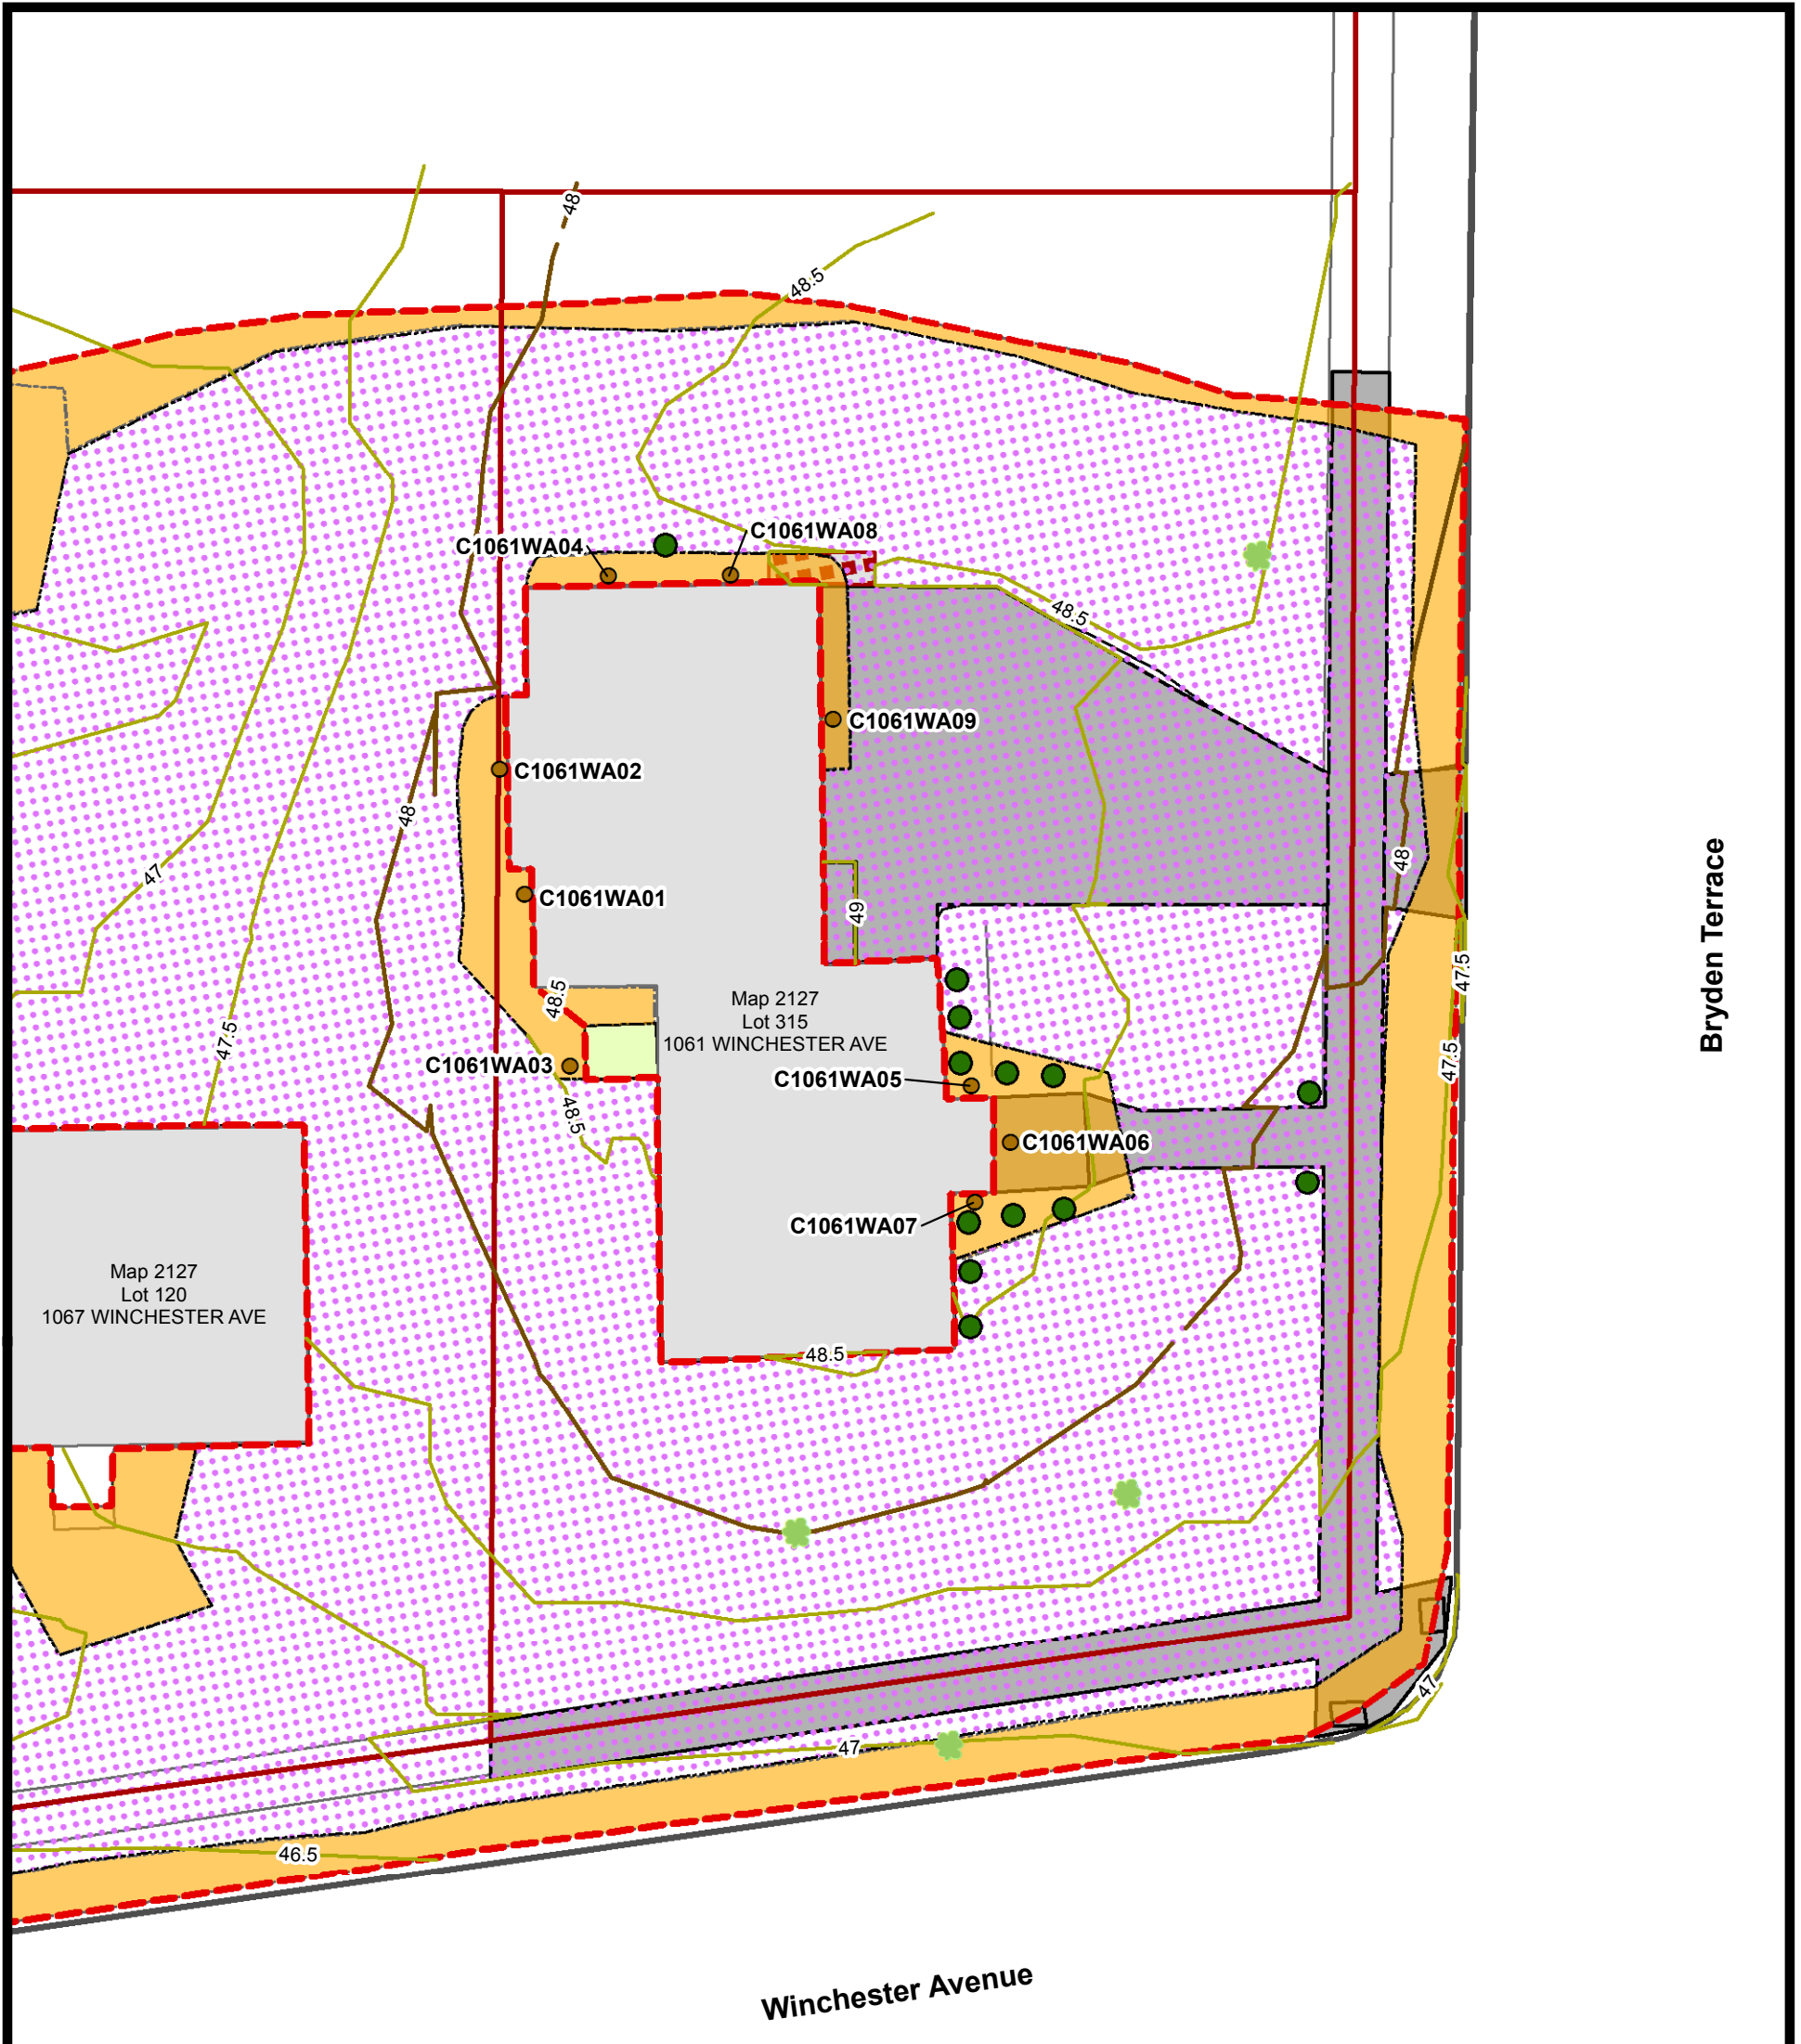 48
48.5
C1061WA08
C1061WA04
48.5
C1061WA09
C1061WA02
48
47
48
C1061WA01
49
Bryden Terrace
47.5
48.5
Map 2127
Lot 315
1061 WINCHESTER AVE
47.5
47.5
C1061WA03
C1061WA05
48.5
C1061WA06
C1061WA07
Map 2127
Lot 120
1067 WINCHESTER AVE
48.5
47
47
46.5
Winchester Avenue